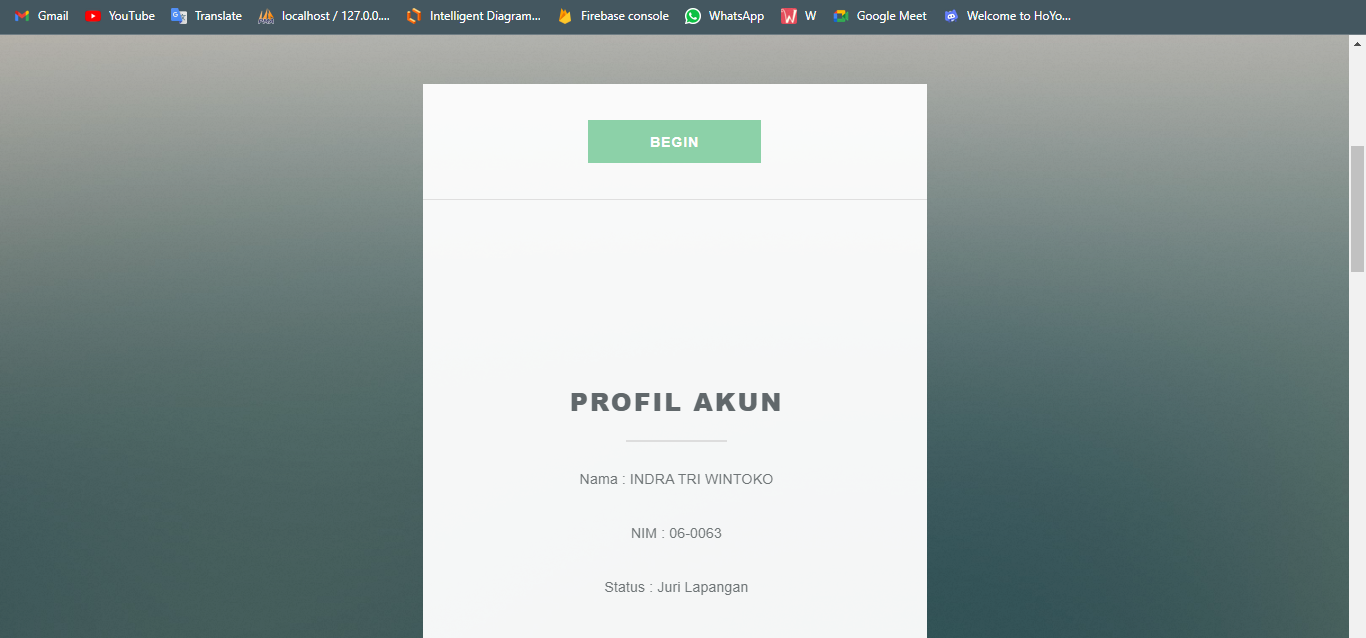 Gmail YouTube Translate localhost / 127.0.0.... Intelligent Diagram... Firebase console WhatsApp W Google Meet Welcome to HoYo...
BEGIN
PROFIL AKUN
Nama : INDRA TRI WINTOKO
NIM : 06-0063
Status : Juri Lapangan